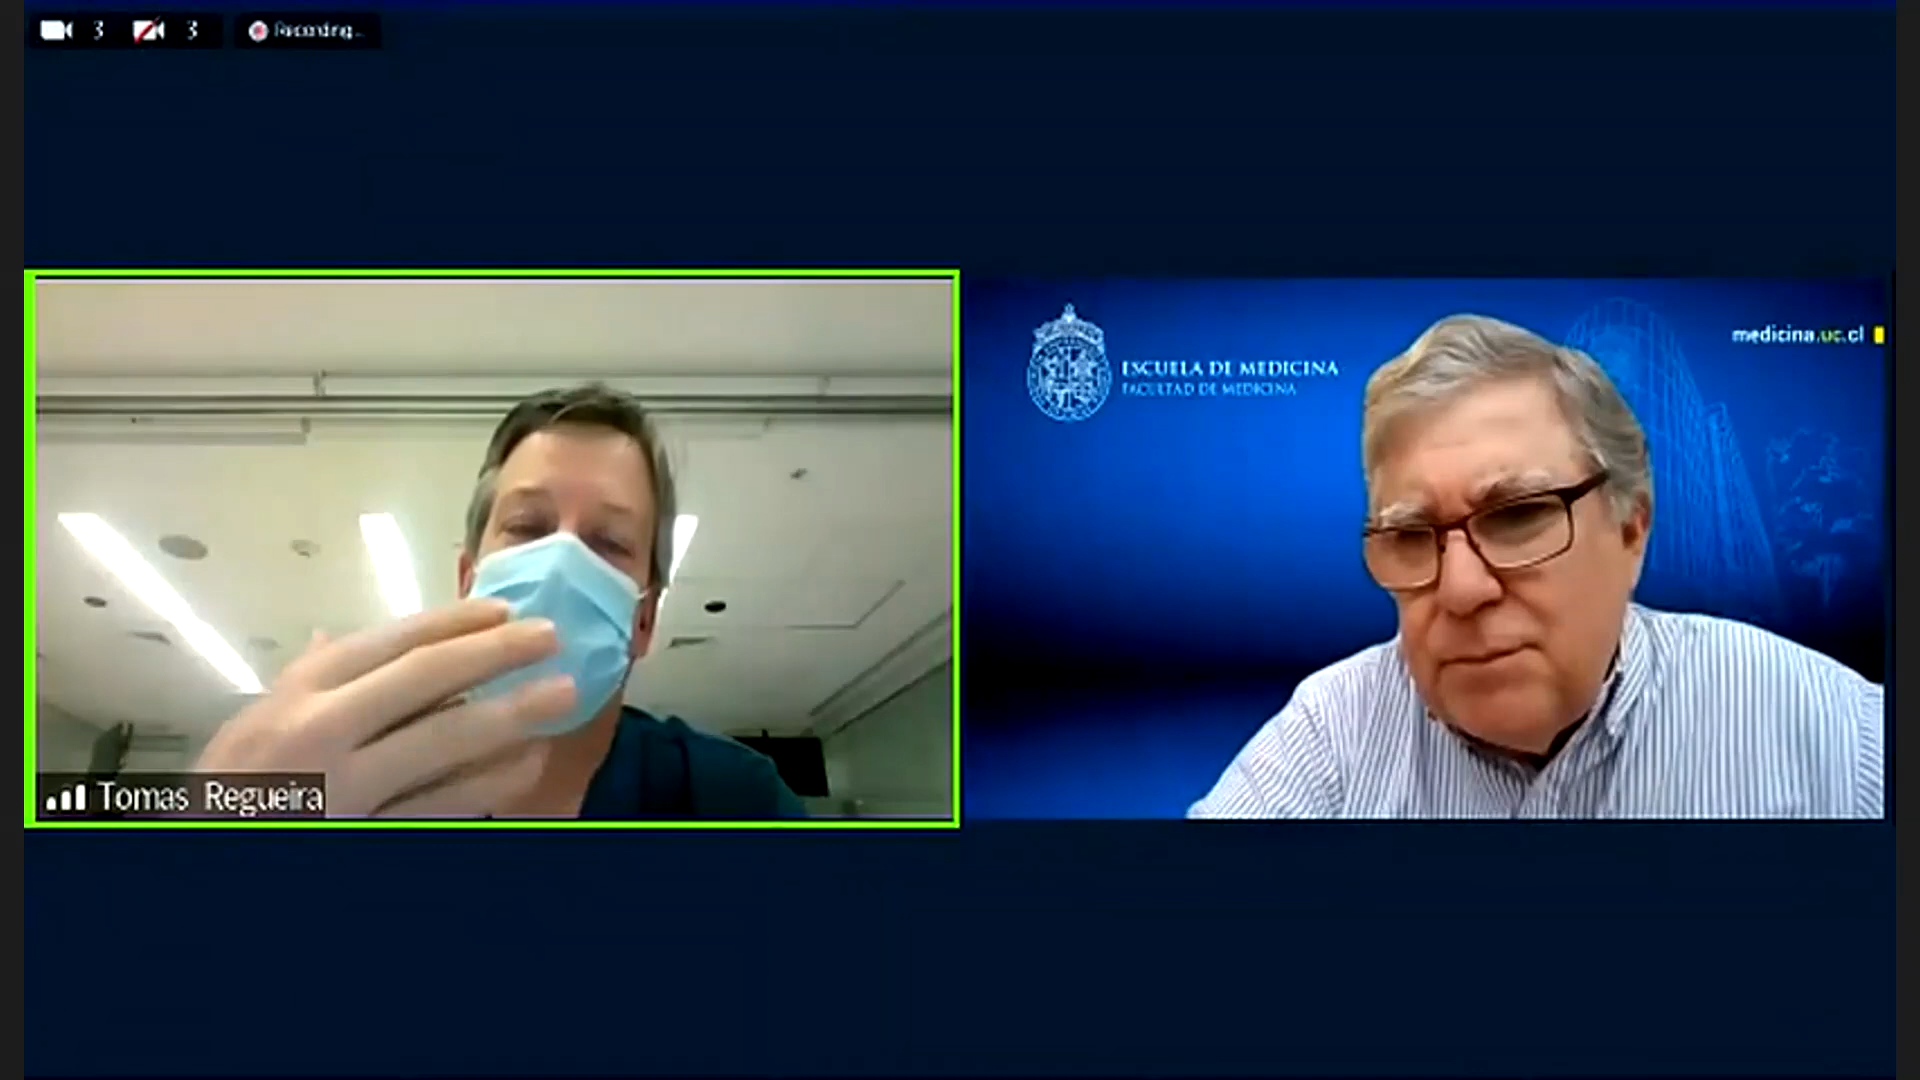 3 3 Recording...
ESCUELA DE MEDICINA
FACULTAD DE MEDICINA
medicina.uc.cl
Tomas Regueira